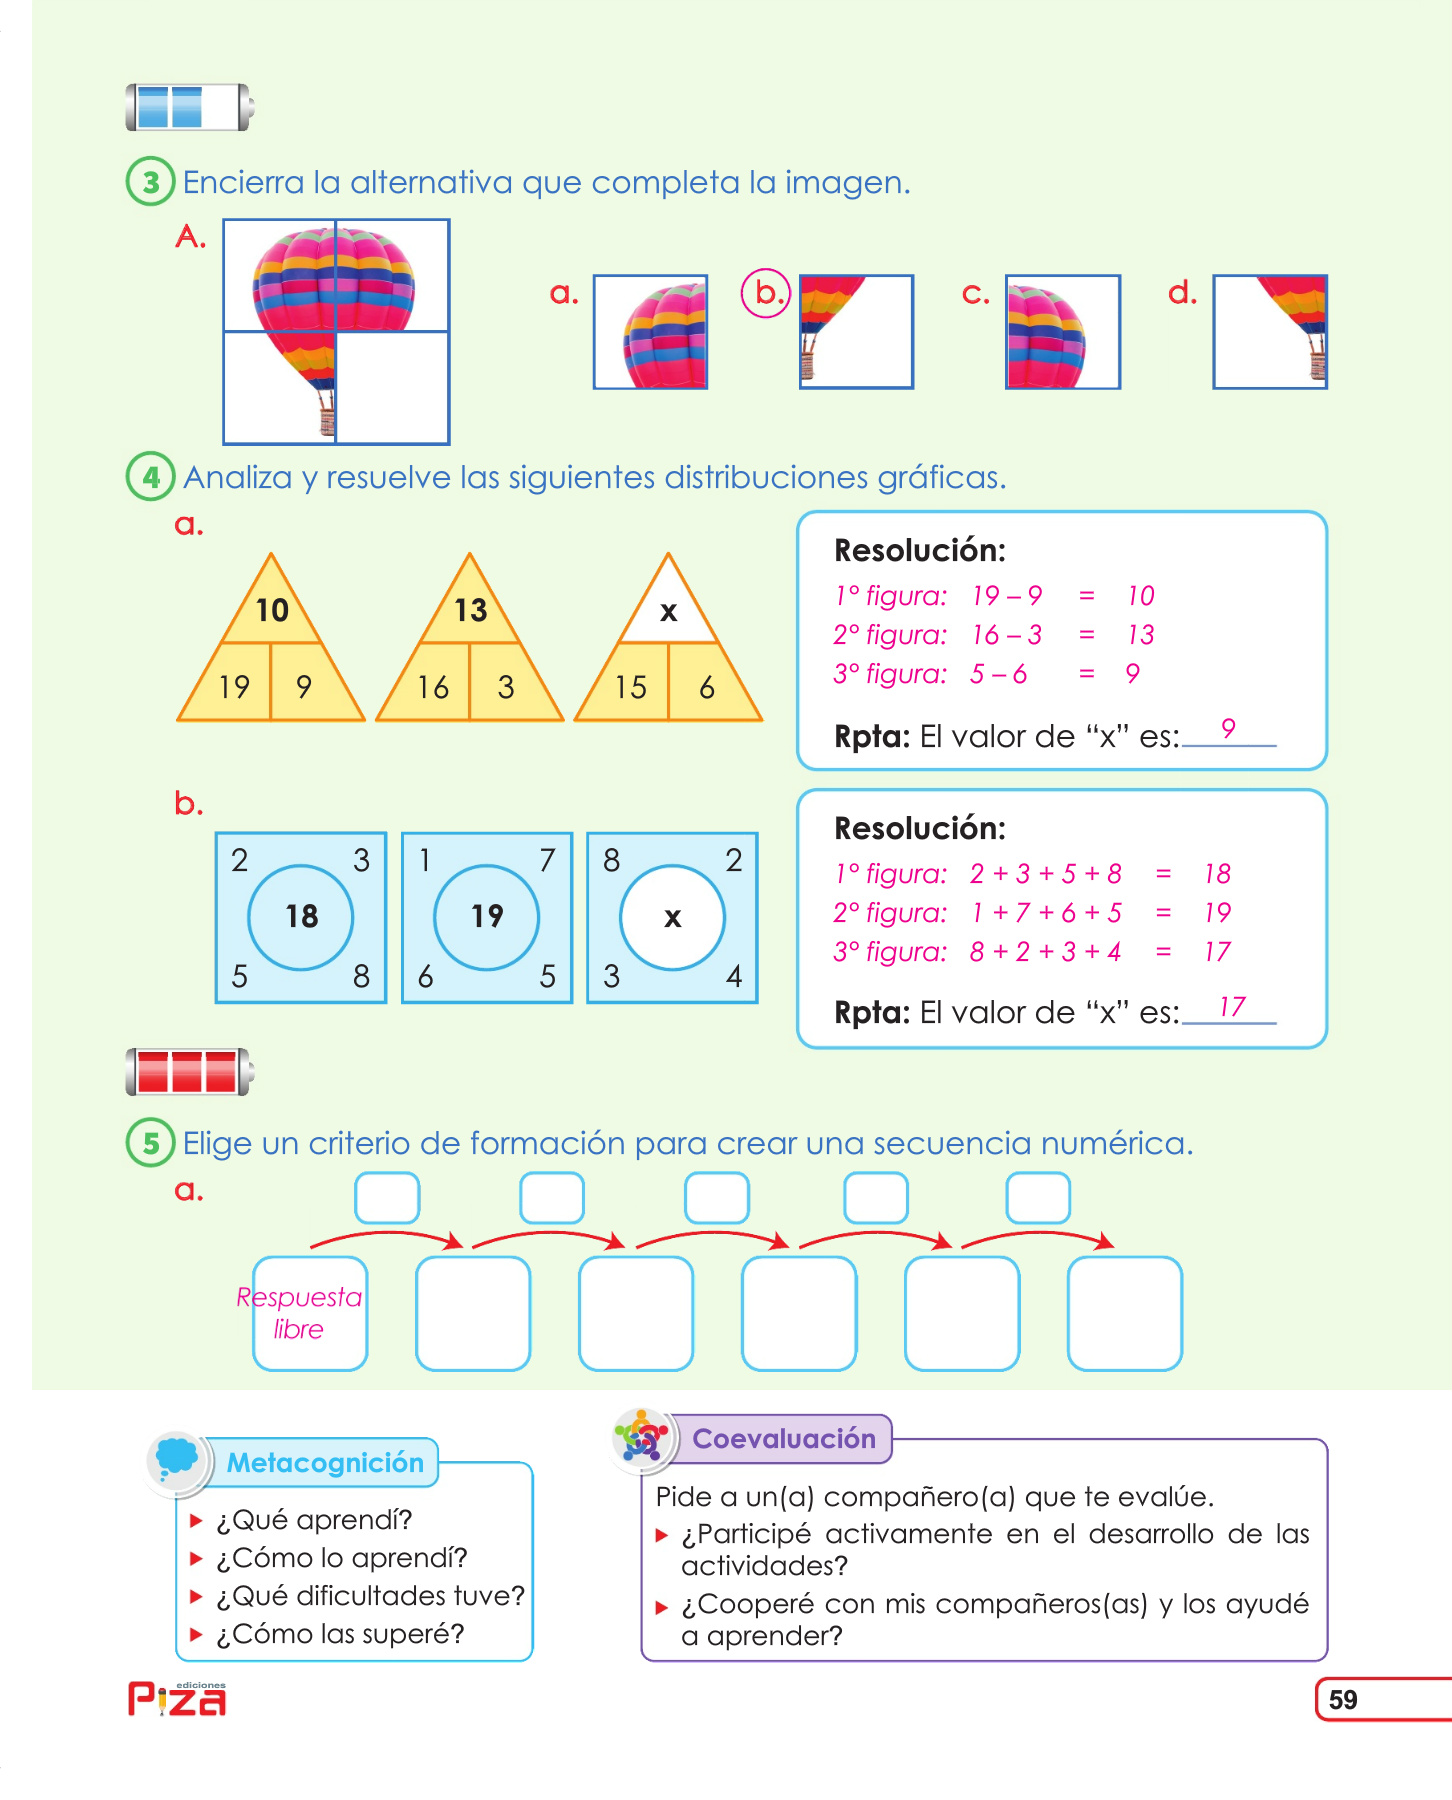 3 Encierra la alternativa que completa la imagen.
A.
a. b. c. d.
4 Analiza y resuelve las siguientes distribuciones gráficas.
a.
10 13 x
19 9 16 3 15 6
Resolución:
1° figura: 19 – 9 = 10
2° figura: 16 – 3 = 13
3° figura: 5 – 6 = 9
Rpta: El valor de “x” es: 9
b.
2 3 1 7 8 2
18 19 x
5 8 6 5 3 4
Resolución:
1° figura: 2 + 3 + 5 + 8 = 18
2° figura: 1 + 7 + 6 + 5 = 19
3° figura: 8 + 2 + 3 + 4 = 17
Rpta: El valor de “x” es: 17
5 Elige un criterio de formación para crear una secuencia numérica.
a.
Respuesta
libre
Metacognición
¿Qué aprendí?
¿Cómo lo aprendí?
¿Qué dificultades tuve?
¿Cómo las superé?
Coevaluación
Pide a un(a) compañero(a) que te evalúe.
¿Participé activamente en el desarrollo de las
actividades?
¿Cooperé con mis compañeros(as) y los ayudé
a aprender?
ediciones
Piza
59